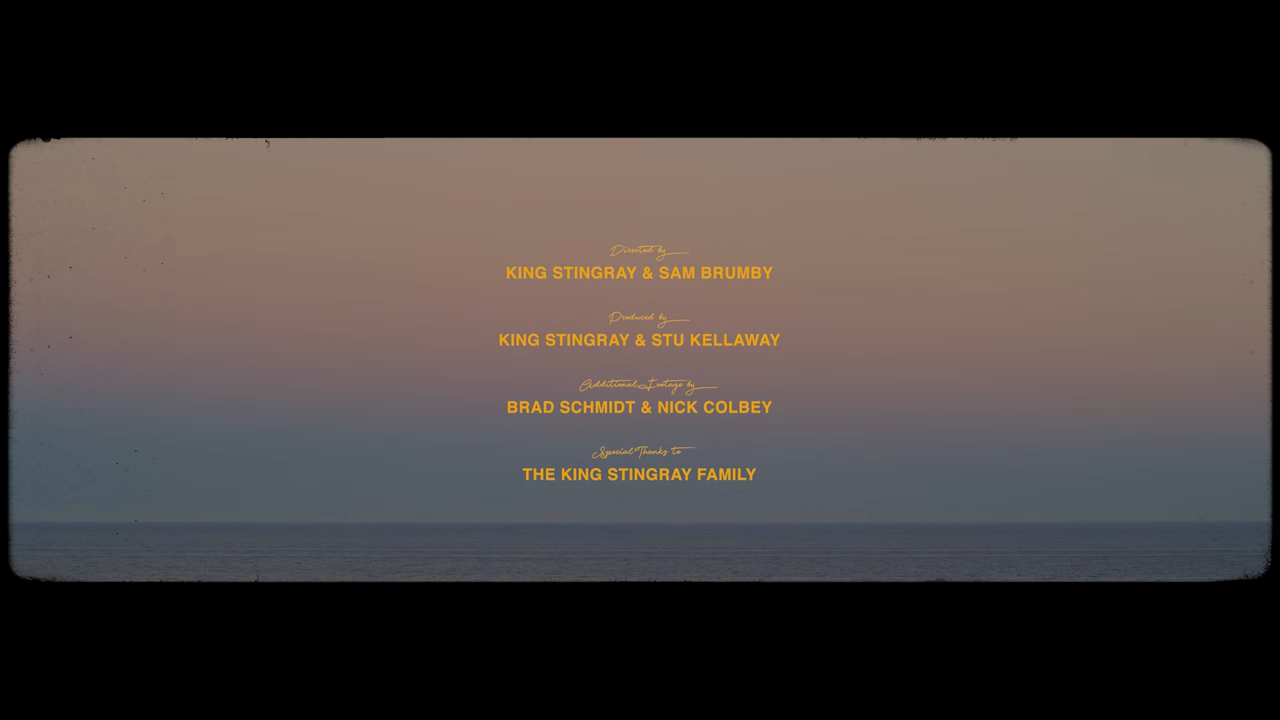 Directed by
KING STINGRAY & SAM BRUMBY
Produced by
KING STINGRAY & STU KELLAWAY
Additional Footage by
BRAD SCHMIDT & NICK COLBEY
Special Thanks to
THE KING STINGRAY FAMILY